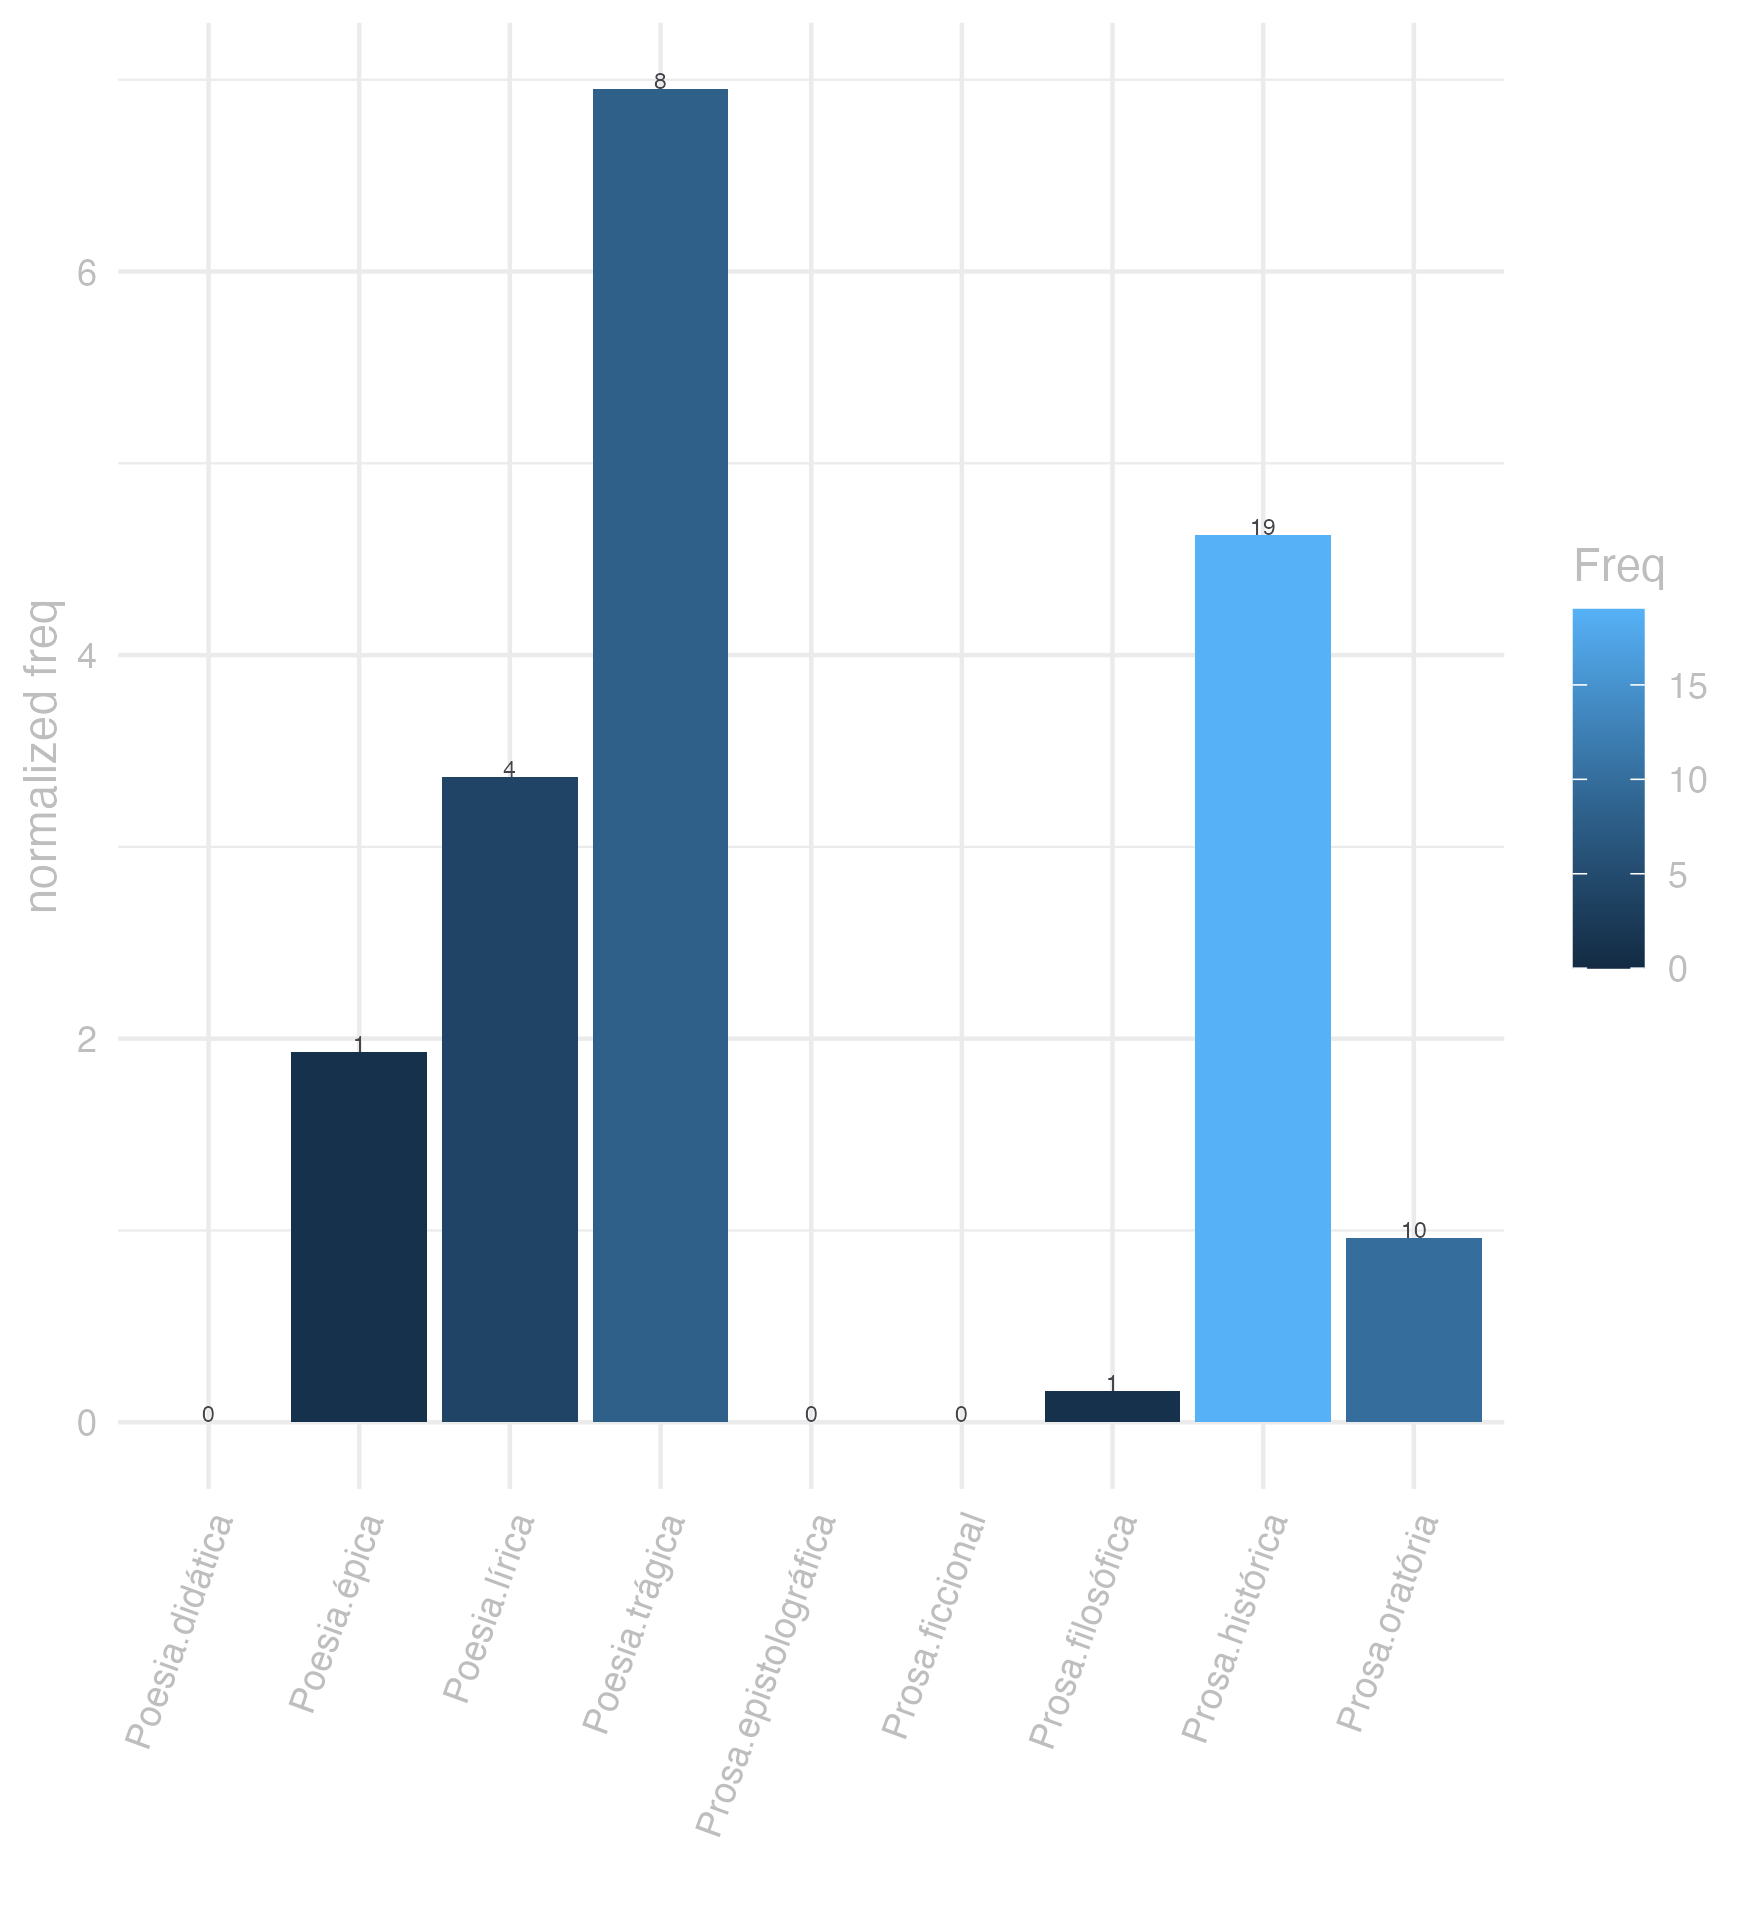 8
6
19
Freq
normalized freq
4
15
4
10
5
2
1
0
1
10
0
0
0
0
Poesia.didática
Poesia.épica
Poesia.lírica
Poesia.trágica
Prosa.epistolográfica
Prosa.ficcional
Prosa.filosófica
Prosa.histórica
Prosa.oratória